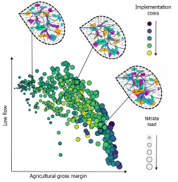 Implementation
costs
Low flow
Nitrate
load
Agricultural gross margin